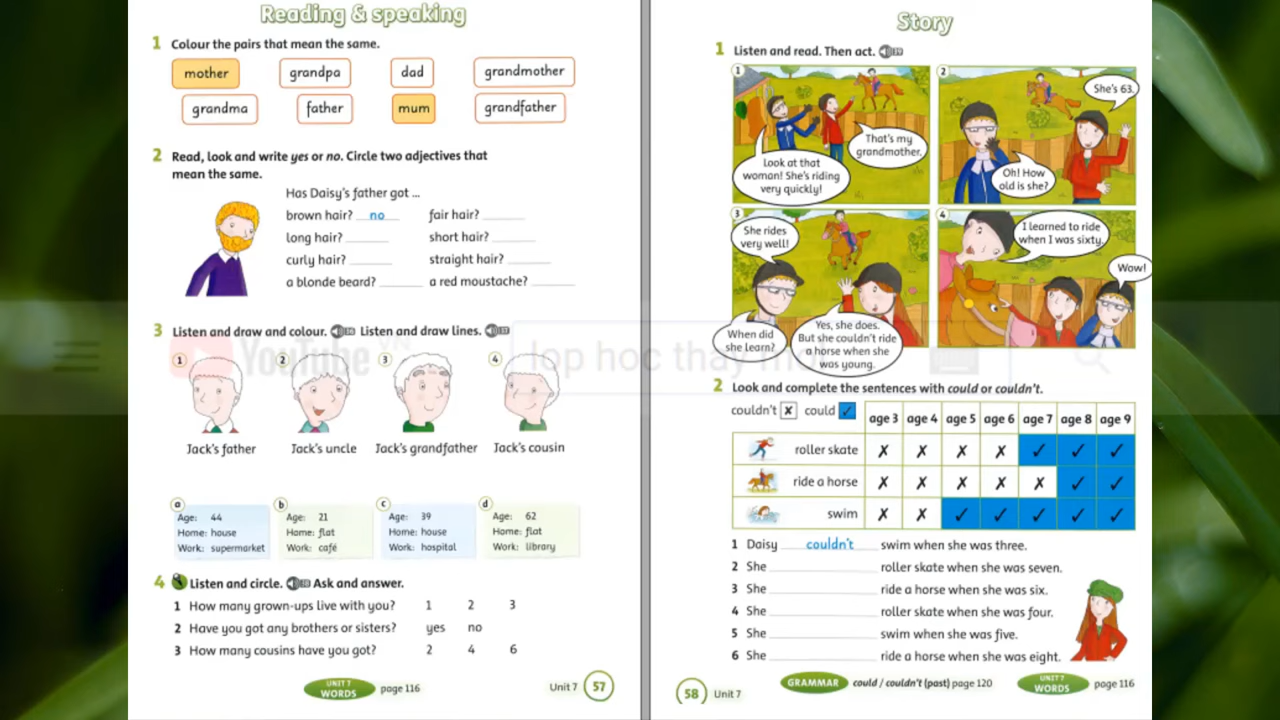 Reading & speaking
1 Colour the pairs that mean the same.
mother grandpa dad grandmother
grandma father mum grandfather
2 Read, look and write yes or no. Circle two adjectives that
mean the same.
Has Daisy's father got ...
brown hair? no fair hair?
long hair? short hair?
curly hair? straight hair?
a blonde beard? a red moustache?
3 Listen and draw and colour. Listen and draw lines.
1 2 3 4
Jack's father Jack's uncle Jack's grandfather Jack's cousin
a
Age: 44
Home: house
Work: supermarket
b
Age: 21
Home: flat
Work: café
c
Age: 39
Home: house
Work: hospital
d
Age: 62
Home: flat
Work: library
4 Listen and circle. Ask and answer.
1 How many grown-ups live with you? 1 2 3
2 Have you got any brothers or sisters? yes no
3 How many cousins have you got? 2 4 6
UNIT 7
WORDS
page 116
Unit 7 57
Story
1 Listen and read. Then act.
1
Look at that
woman! She's riding
very quickly!
That's my
grandmother.
2
She's 63.
Oh! How
old is she?
3
She rides
very well!
When did
she learn?
Yes, she does.
But she couldn't ride
a horse when she
was young.
4
I learned to ride
when I was sixty.
Wow!
2 Look and complete the sentences with could or couldn't.
couldn't ✗ could ✓ age 3 age 4 age 5 age 6 age 7 age 8 age 9
roller skate ✗ ✗ ✗ ✗ ✓ ✓ ✓
ride a horse ✗ ✗ ✗ ✗ ✗ ✓ ✓
swim ✗ ✗ ✓ ✓ ✓ ✓ ✓
1 Daisy couldn't swim when she was three.
2 She roller skate when she was seven.
3 She ride a horse when she was six.
4 She roller skate when she was four.
5 She swim when she was five.
6 She ride a horse when she was eight.
58 Unit 7
GRAMMAR could / couldn't (past) page 120
UNIT 7
WORDS
page 116
YouTube VN
lop hoc thay